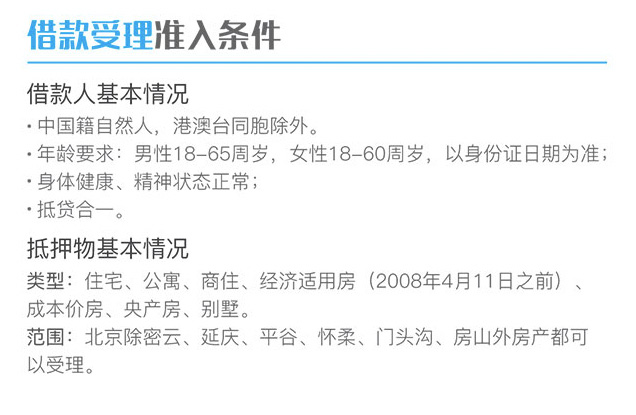 借款受理准入条件
借款人基本情况
·中国籍自然人，港澳台同胞除外。
·年龄要求：男性18-65周岁，女性18-60周岁，以身份证日期为准；
·身体健康、精神状态正常；
·抵贷合一。
抵押物基本情况
类型：住宅、公寓、商住、经济适用房（2008年4月11日之前）、
成本价房、央产房、别墅。
范围：北京除密云、延庆、平谷、怀柔、门头沟、房山外房产都可
以受理。